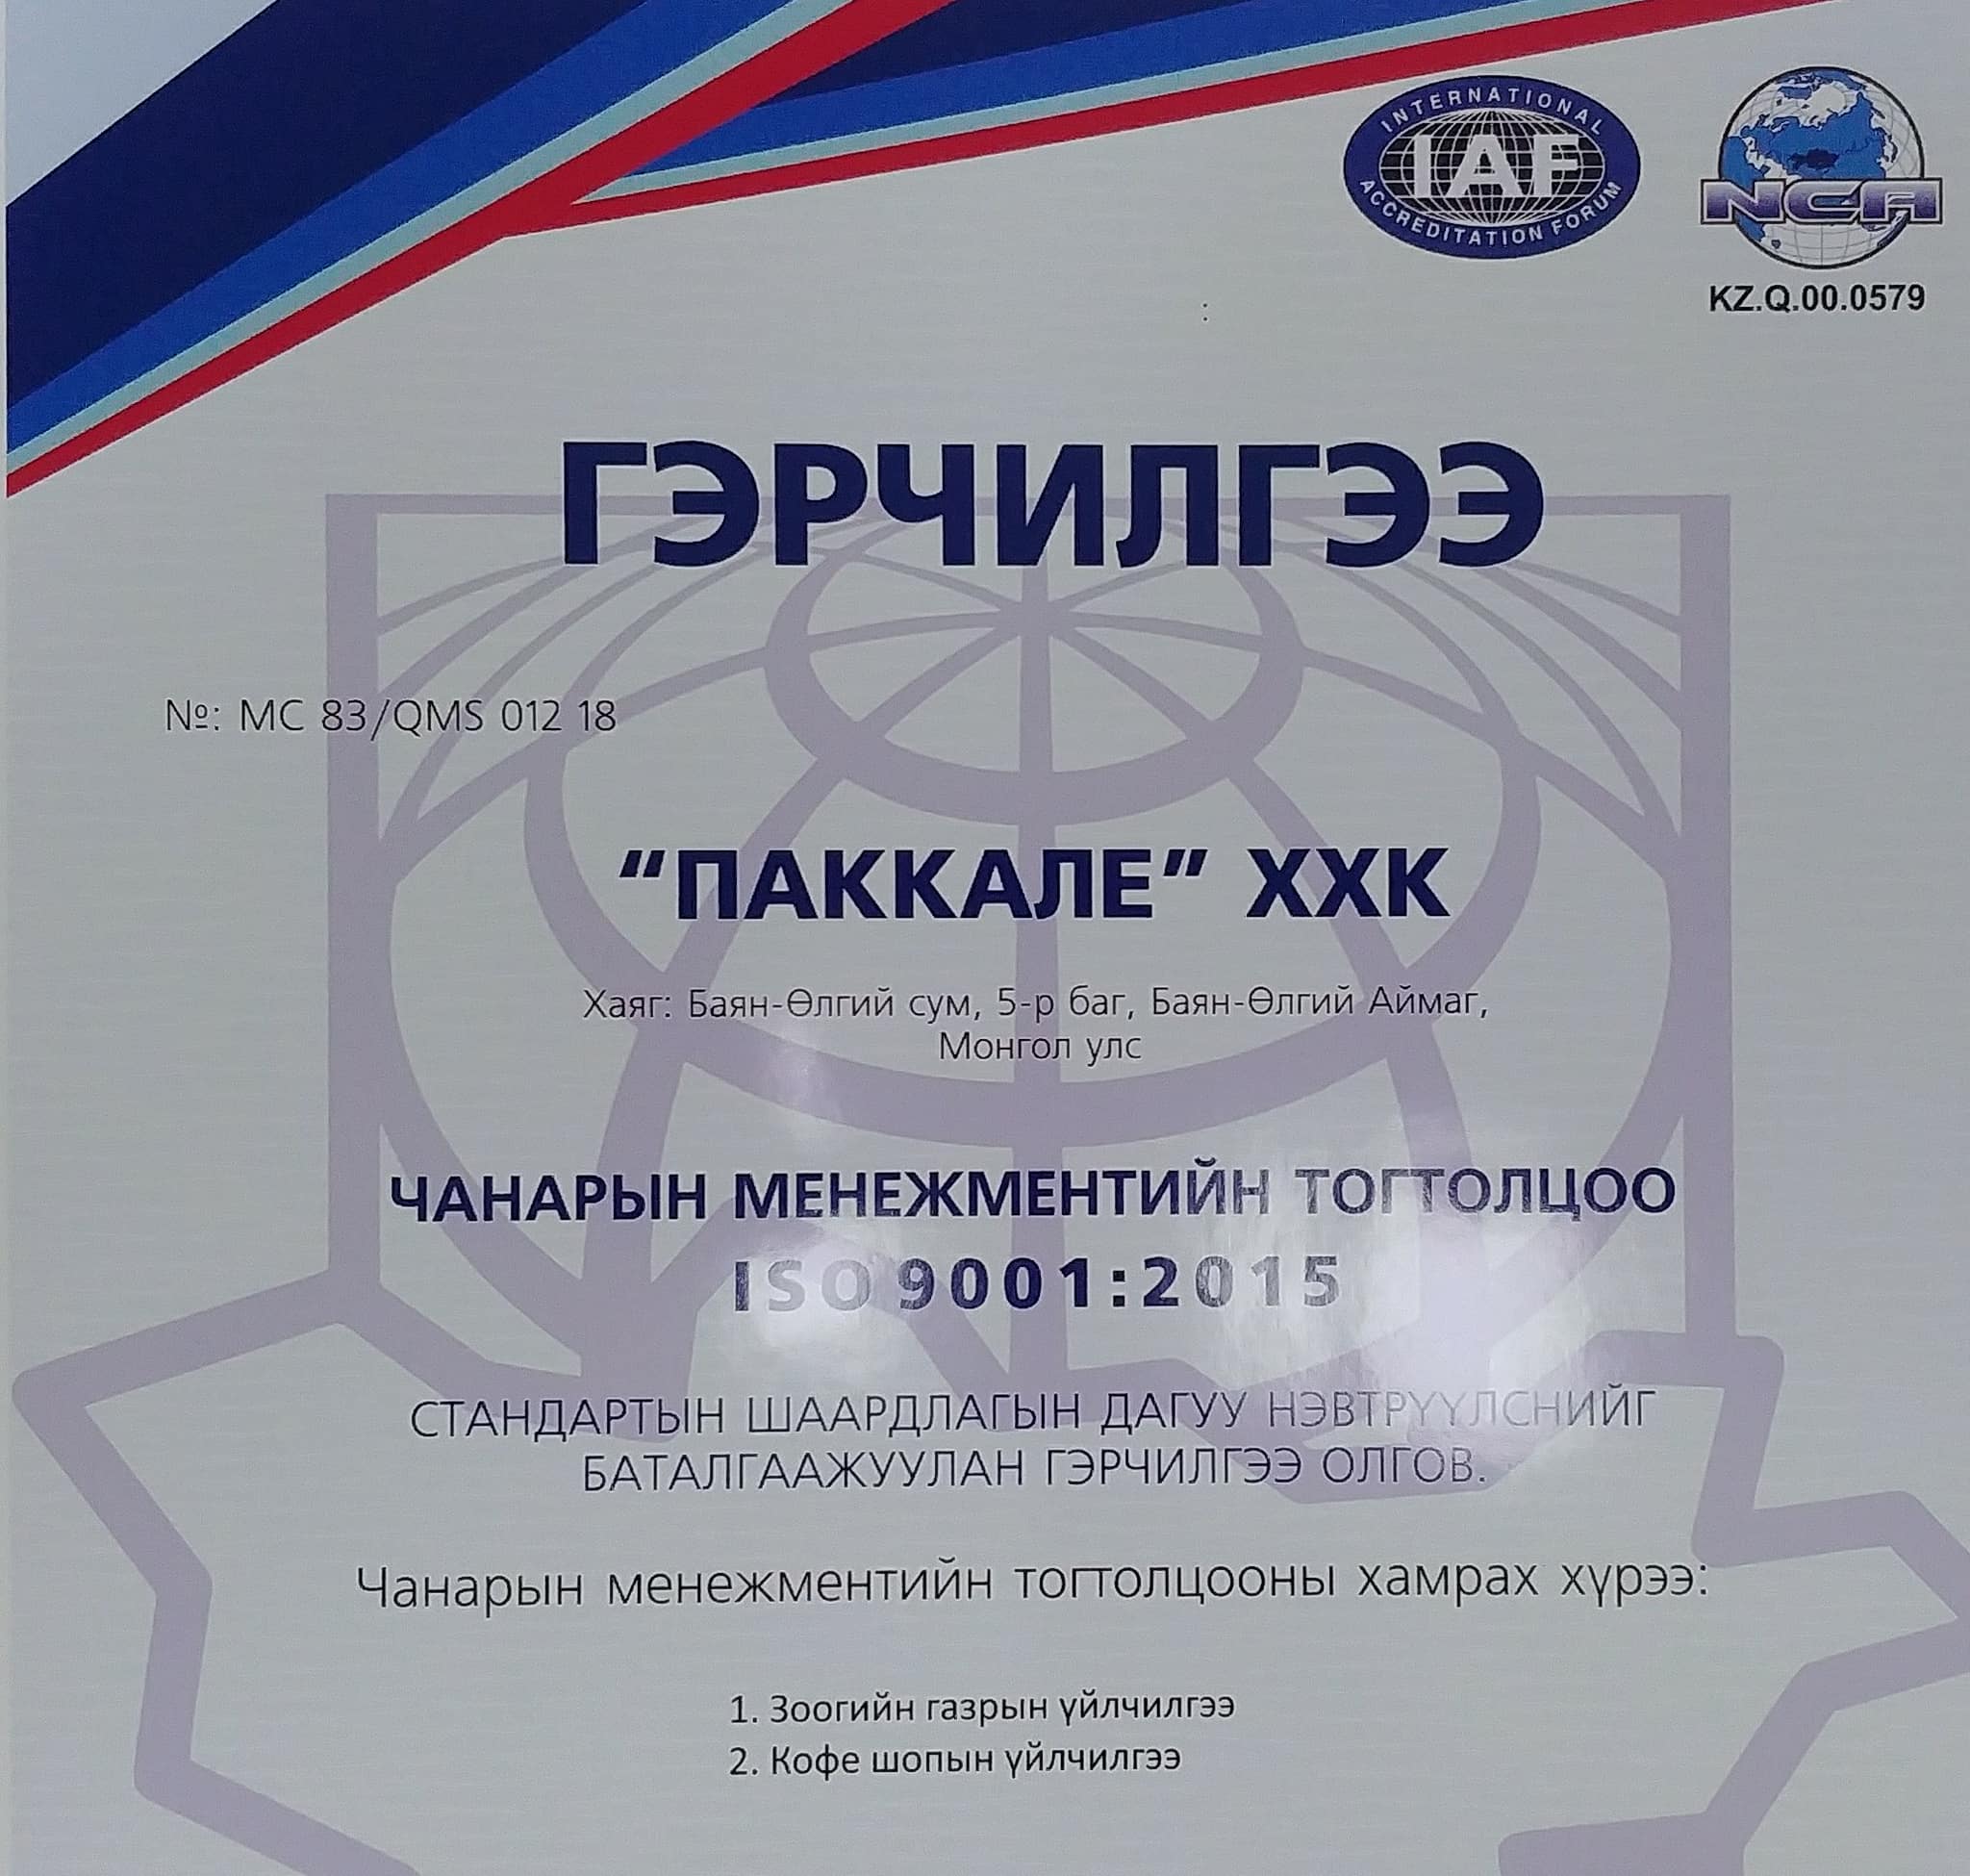 INTERNATIONAL
IAF
ACCREDITATION FORUM
NCA
KZ.Q.00.0579
ГЭРЧИЛГЭЭ
№: MC 83/QMS 012 18
“ПАККАЛЕ” ХХК
Хаяг: Баян-Өлгий сум, 5-р баг, Баян-Өлгий Аймаг,
Монгол улс
ЧАНАРЫН МЕНЕЖМЕНТИЙН ТОГТОЛЦОО
ISO 9001:2015
СТАНДАРТЫН ШААРДЛАГЫН ДАГУУ НЭВТРҮҮЛСНИЙГ
БАТАЛГААЖУУЛАН ГЭРЧИЛГЭЭ ОЛГОВ.
Чанарын менежментийн тогтолцооны хамрах хүрээ:
1. Зоогийн газрын үйлчилгээ
2. Кофе шопын үйлчилгээ